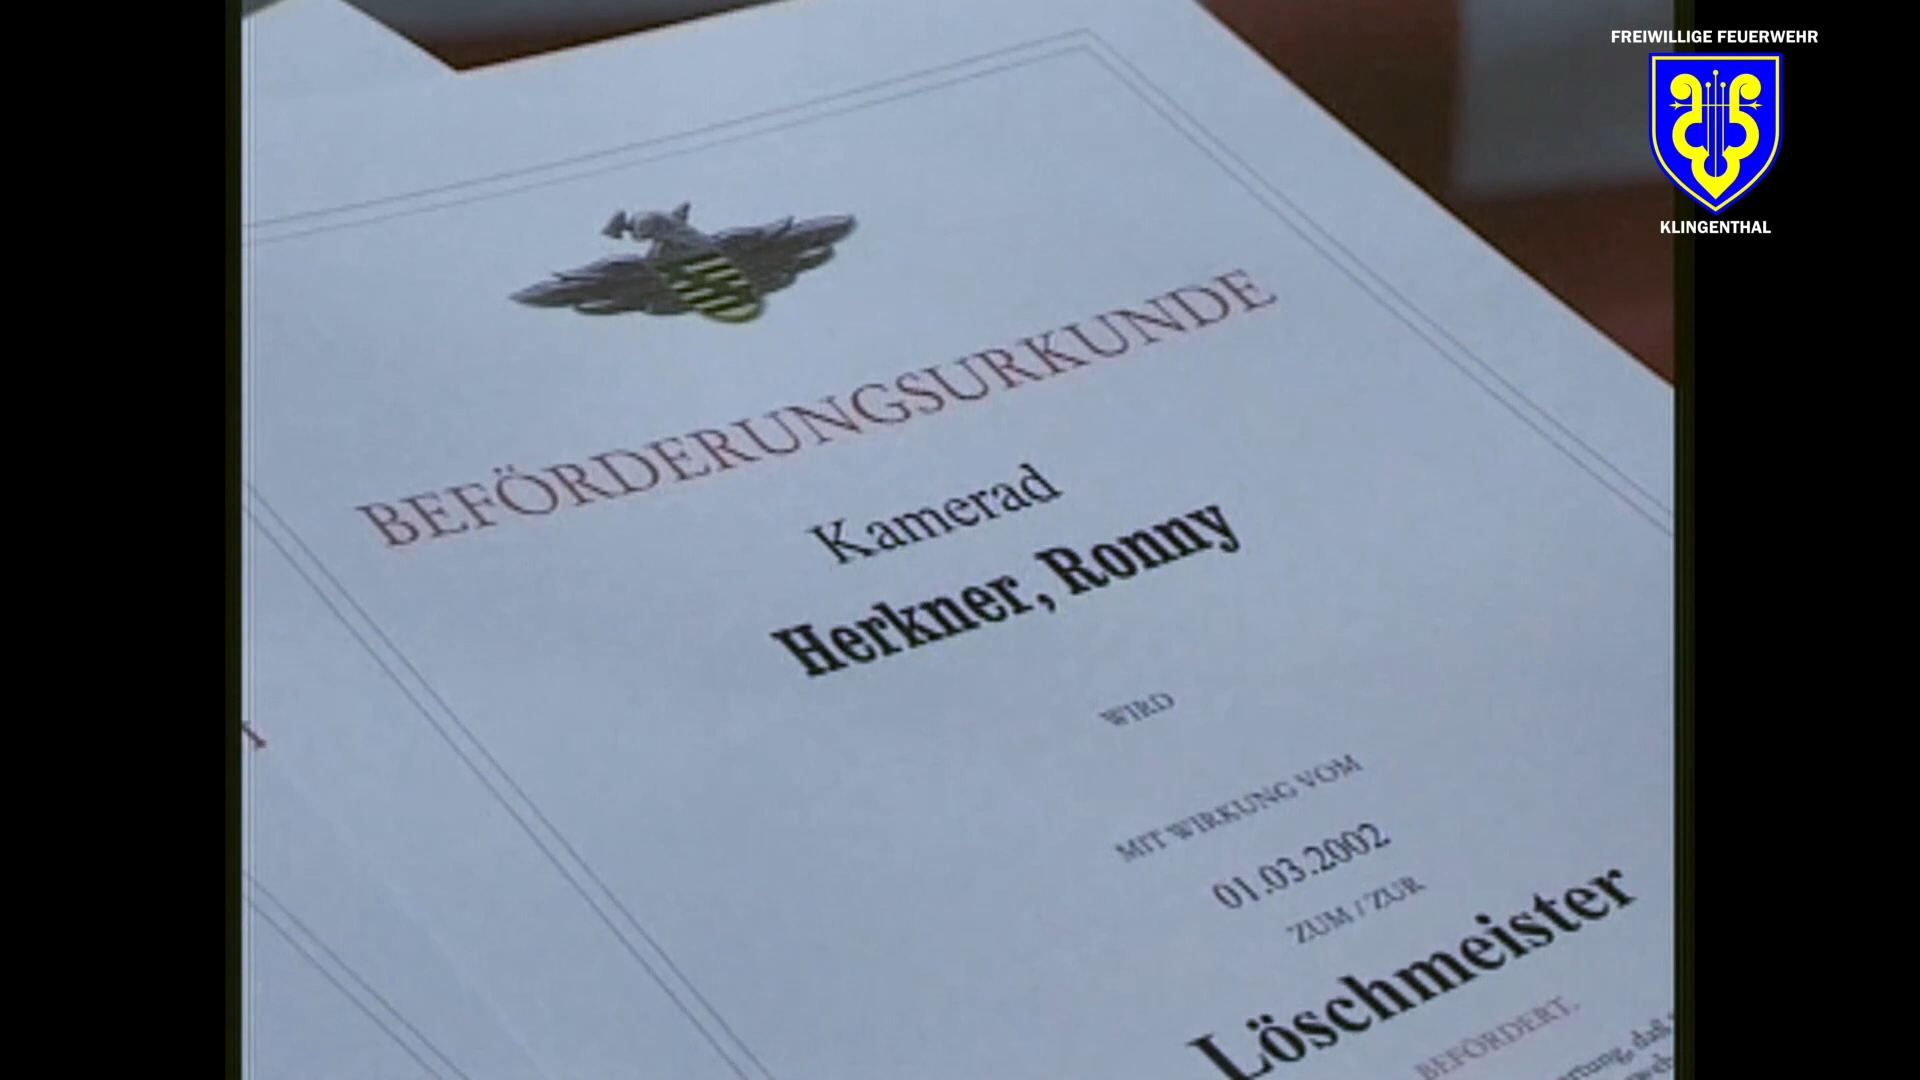 FREIWILLIGE FEUERWEHR
KLINGENTHAL
BEFÖRDERUNGSURKUNDE
Kamerad
Herkner, Ronny
WIRD
MIT WIRKUNG VOM
01.03.2002
ZUM / ZUR
Löschmeister
BEFÖRDERT.